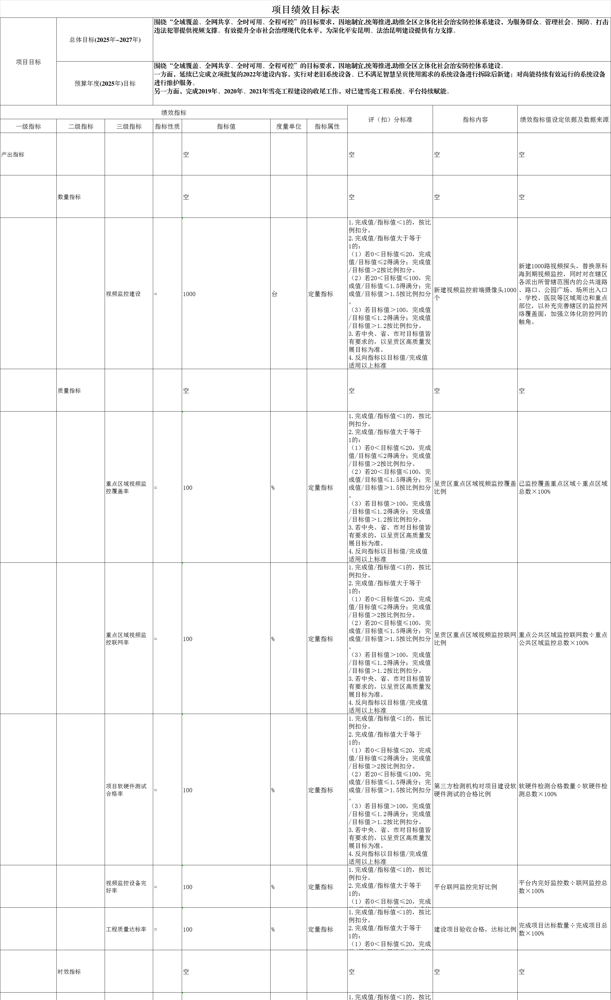 项目绩效目标表
项目目标
总体目标(2025年-2027年)
围绕“全域覆盖、全网共享、全时可用、全程可控”的目标要求，因地制宜,统筹推进,助推全区立体化社会治安防控体系建设，为服务群众、管理社会、预防、打击
违法犯罪提供视频支撑。有效提升全市社会治理现代化水平，为深化平安昆明、法治昆明建设提供有力支撑。
预算年度(2025年)目标
围绕“全域覆盖、全网共享、全时可用、全程可控”的目标要求，因地制宜,统筹推进,助推全区立体化社会治安防控体系建设。
一方面，延续已完成立项批复的2022年建设内容，实行对老旧系统设备、已不满足智慧呈贡使用需求的系统设备进行拆除后新建；对尚能持续有效运行的系统设备
进行维护服务。
另一方面，完成2019年、2020年、2021年雪亮工程建设的收尾工作，对已建雪亮工程系统、平台持续赋能。
绩效指标
评（扣）分标准
指标内容
绩效指标值设定依据及数据来源
一级指标
二级指标
三级指标
指标性质
指标值
度量单位
指标属性
产出指标
空
空
空
空
数量指标
空
空
空
空
视频监控建设
=
1000
台
定量指标
1.完成值/指标值＜1的，按比
例扣分。
2.完成值/指标值大于等于
1的：
（1）若0＜目标值≤20，完成
值/目标值≤2得满分；完成值
/目标值＞2按比例扣分。
（2）若20＜目标值≤100，完
成值/目标值≤1.5得满分；完
成值/目标值＞1.5按比例扣分
。
（3）若目标值＞100，完成值
/目标值≤1.2得满分；完成值
/目标值＞1.2按比例扣分。
3.若中央、省、市对目标值皆
有要求的，以呈贡区高质量发
展目标为准。
4.反向指标以目标值/完成值
适用以上标准
新建视频监控前端摄像头1000
个
新建1000路视频探头，替换原科
海到期视频监控，同时对在辖区
各派出所管辖范围内的公共道路
、路口、公园广场、场所出入口
、学校、医院等区域周边和重点
部位，以补充完善辖区的监控网
络覆盖面，加强立体化防控网的
触角。
质量指标
空
空
空
空
重点区域视频监
控覆盖率
=
100
%
定量指标
1.完成值/指标值＜1的，按比
例扣分。
2.完成值/指标值大于等于
1的：
（1）若0＜目标值≤20，完成
值/目标值≤2得满分；完成值
/目标值＞2按比例扣分。
（2）若20＜目标值≤100，完
成值/目标值≤1.5得满分；完
成值/目标值＞1.5按比例扣分
。
（3）若目标值＞100，完成值
/目标值≤1.2得满分；完成值
/目标值＞1.2按比例扣分。
3.若中央、省、市对目标值皆
有要求的，以呈贡区高质量发
展目标为准。
4.反向指标以目标值/完成值
适用以上标准
呈贡区重点区域视频监控覆盖
比例
已监控覆盖重点区域÷重点区域
总数×100%
重点区域视频监
控联网率
=
100
%
定量指标
1.完成值/指标值＜1的，按比
例扣分。
2.完成值/指标值大于等于
1的：
（1）若0＜目标值≤20，完成
值/目标值≤2得满分；完成值
/目标值＞2按比例扣分。
（2）若20＜目标值≤100，完
成值/目标值≤1.5得满分；完
成值/目标值＞1.5按比例扣分
。
（3）若目标值＞100，完成值
/目标值≤1.2得满分；完成值
/目标值＞1.2按比例扣分。
3.若中央、省、市对目标值皆
有要求的，以呈贡区高质量发
展目标为准。
4.反向指标以目标值/完成值
适用以上标准
呈贡区重点区域视频监控联网
比例
重点公共区域监控联网数÷重点
公共区域监控总数×100%
项目软硬件测试
合格率
=
100
%
定量指标
1.完成值/指标值＜1的，按比
例扣分。
2.完成值/指标值大于等于
1的：
（1）若0＜目标值≤20，完成
值/目标值≤2得满分；完成值
/目标值＞2按比例扣分。
（2）若20＜目标值≤100，完
成值/目标值≤1.5得满分；完
成值/目标值＞1.5按比例扣分
。
（3）若目标值＞100，完成值
/目标值≤1.2得满分；完成值
/目标值＞1.2按比例扣分。
3.若中央、省、市对目标值皆
有要求的，以呈贡区高质量发
展目标为准。
4.反向指标以目标值/完成值
适用以上标准
第三方检测机构对项目建设软
硬件测试的合格比例
软硬件检测合格数量÷软硬件检
测总数×100%
视频监控设备完
好率
=
100
%
定量指标
1.完成值/指标值＜1的，按比
例扣分。
2.完成值/指标值大于等于
1的：
（1）若0＜目标值≤20，完成
平台联网监控完好比例
平台内完好监控数÷联网监控总
数×100%
工程质量达标率
=
100
%
定量指标
1.完成值/指标值＜1的，按比
例扣分。
2.完成值/指标值大于等于
1的：
（1）若0＜目标值≤20，完成
建设项目验收合格，达标比例
完成项目达标数量÷完成项目总
数×100%
时效指标
空
空
空
空
1.完成值/指标值＜1的，按比